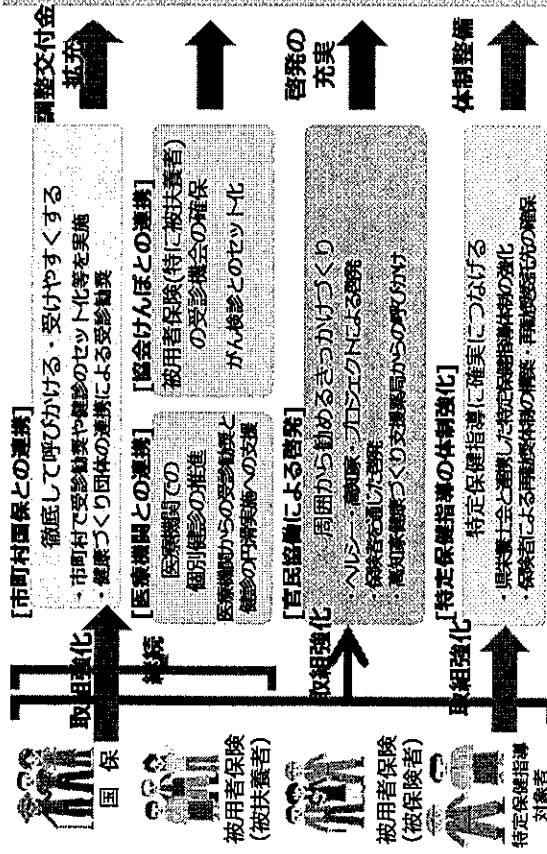 国保
被用者保険
(被扶養者)
被用者保険
(被保険者)
特定保健指導
対象者
取組強化
継続
取組強化
取組強化
[市町村国保との連携]
徹底して呼びかける・受けやすくする
・市町村で受診勧奨や健診のセット化等を実施
・健康づくり団体の連携による受診勧奨
[医療機関との連携]
医療機関での
個別健診の推進
医療機関からの受診勧奨と
健診の円滑実施への支援
[協会けんぽとの連携]
被用者保険(特に被扶養者)
の受診機会の確保
がん検診とのセット化
[官民協働による啓発]
周囲から勧めるきっかけづくり
・ヘルシー・高知家・プロジェクトによる啓発
・保険者を通じた啓発
・高知家健康づくり支援薬局からの呼びかけ
[特定保健指導の体制強化]
特定保健指導に確実につなげる
・県栄養士会と連携した特定保健指導体制の強化
・保険者による再勧奨体制の構築・再勧奨委託先の確保
調整交付金
拡充
啓発の
充実
体制整備